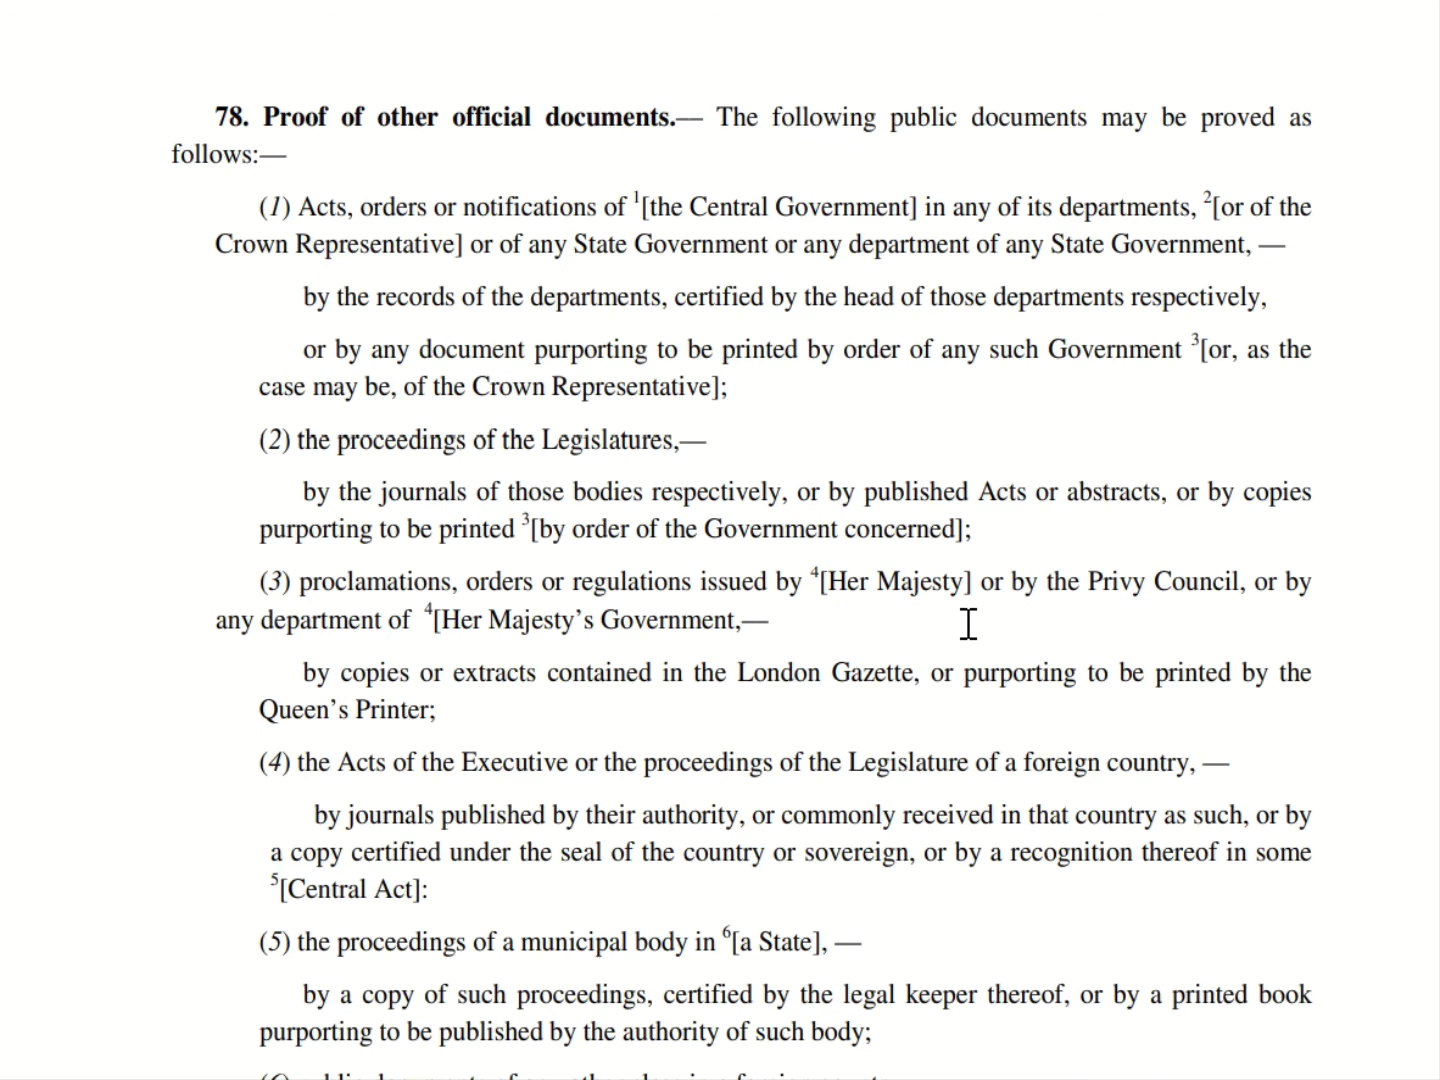 78. Proof of other official documents.— The following public documents may be proved as
follows:—
(1) Acts, orders or notifications of 1[the Central Government] in any of its departments, 2[or of the
Crown Representative] or of any State Government or any department of any State Government, —
by the records of the departments, certified by the head of those departments respectively,
or by any document purporting to be printed by order of any such Government 3[or, as the
case may be, of the Crown Representative];
(2) the proceedings of the Legislatures,—
by the journals of those bodies respectively, or by published Acts or abstracts, or by copies
purporting to be printed 3[by order of the Government concerned];
(3) proclamations, orders or regulations issued by 4[Her Majesty] or by the Privy Council, or by
any department of 4[Her Majesty’s Government,—
by copies or extracts contained in the London Gazette, or purporting to be printed by the
Queen’s Printer;
(4) the Acts of the Executive or the proceedings of the Legislature of a foreign country, —
by journals published by their authority, or commonly received in that country as such, or by
a copy certified under the seal of the country or sovereign, or by a recognition thereof in some
5[Central Act]:
(5) the proceedings of a municipal body in 6[a State], —
by a copy of such proceedings, certified by the legal keeper thereof, or by a printed book
purporting to be published by the authority of such body;